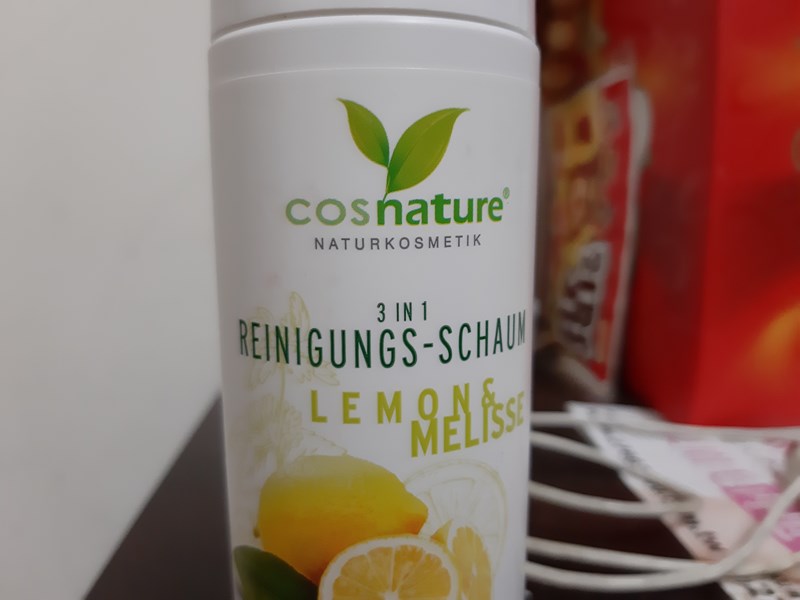 cosnature®
NATURKOSMETIK
3 IN 1
REINIGUNGS-SCHAUM
LEMON &
MELISSE